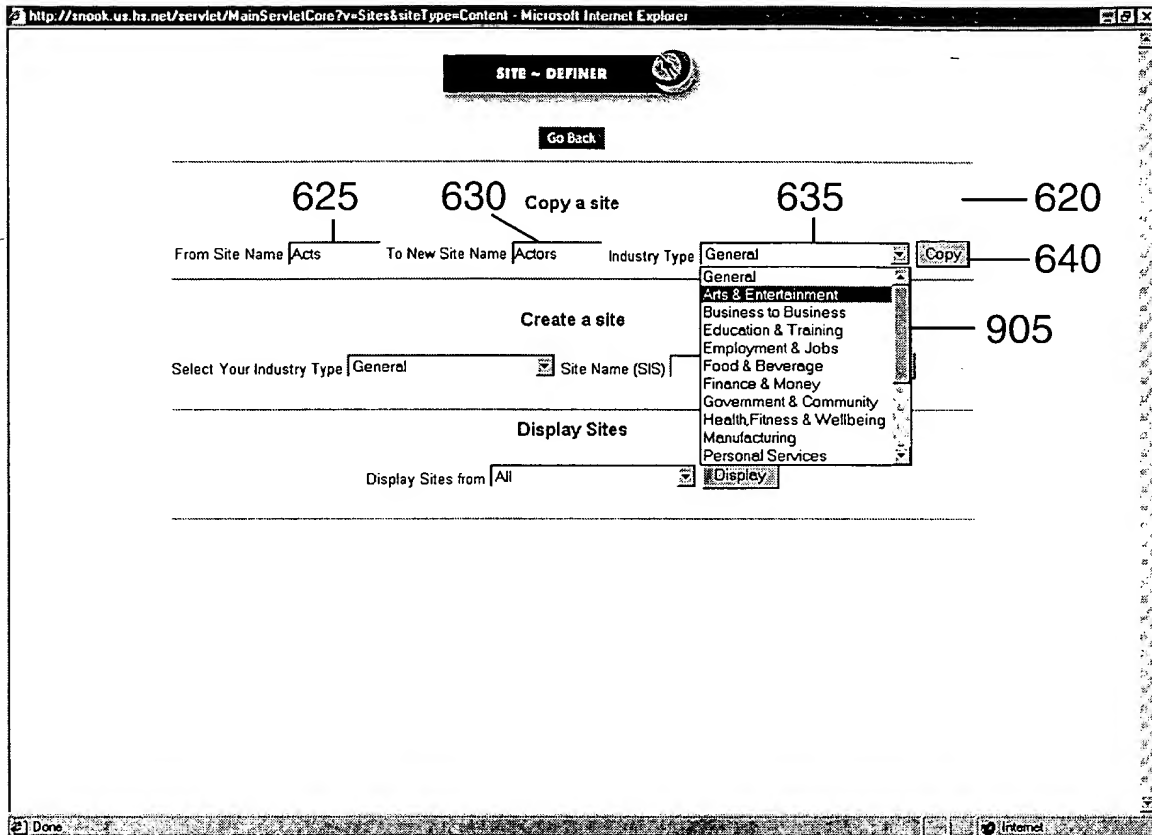 http://snook.us.hs.net/servlet/MainServletCore?v=Sites&siteType=Content - Microsoft Internet Explorer
SITE ~ DEFINER
Go Back
625 630 Copy a site 635 620
From Site Name Acts To New Site Name Actors Industry Type General Copy 640
General
Arts & Entertainment
Business to Business 905
Education & Training
Employment & Jobs
Food & Beverage
Finance & Money
Government & Community
Health,Fitness & Wellbeing
Manufacturing
Personal Services
Create a site
Select Your Industry Type General Site Name (SIS)
Display Sites
Display Sites from All Display
Done Internet